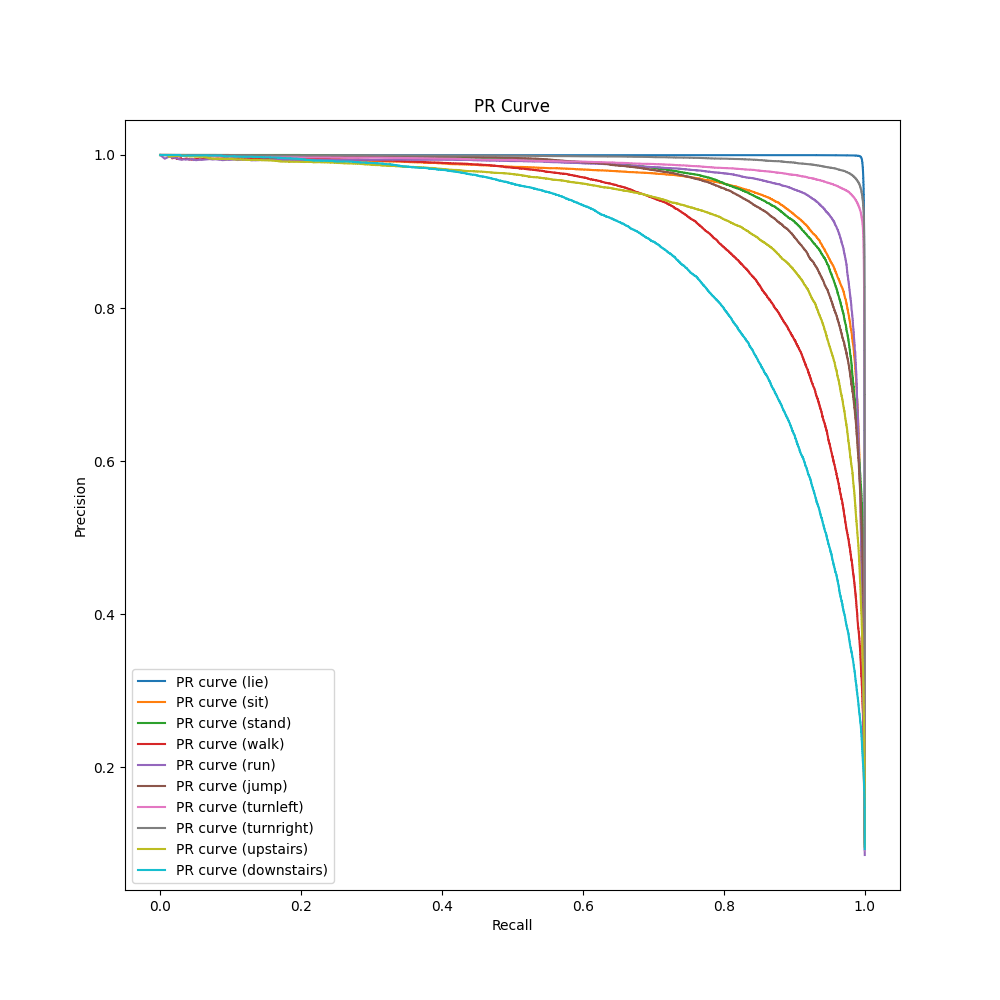 PR Curve
1.0
0.8
0.6
0.4
0.2
Precision
PR curve (lie)
PR curve (sit)
PR curve (stand)
PR curve (walk)
PR curve (run)
PR curve (jump)
PR curve (turnleft)
PR curve (turnright)
PR curve (upstairs)
PR curve (downstairs)
0.0 0.2 0.4 0.6 0.8 1.0
Recall